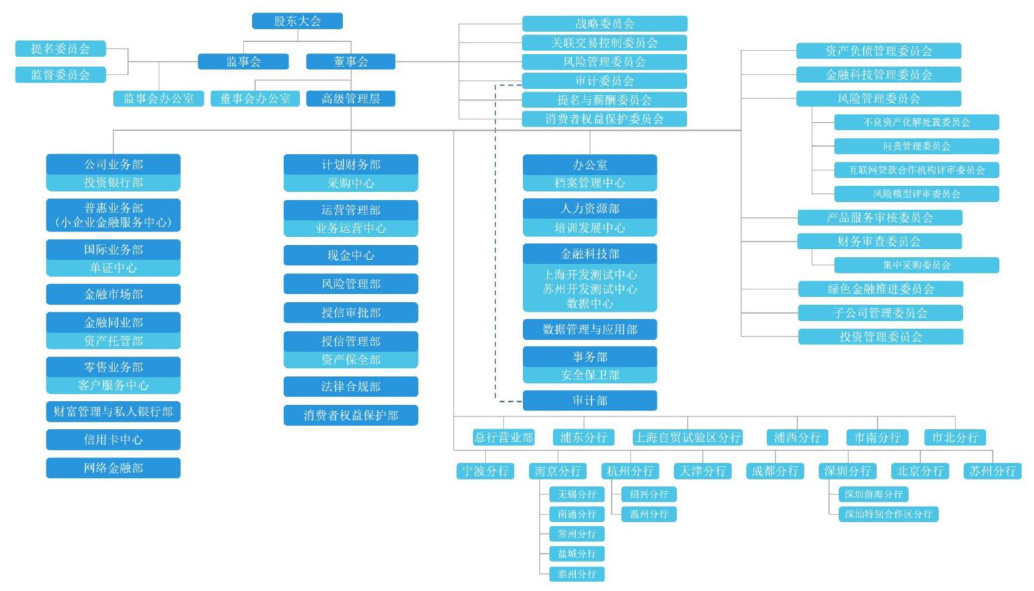 股东大会
提名委员会
监督委员会
监事会
董事会
监事会办公室
董事会办公室
高级管理层
战略委员会
关联交易控制委员会
风险管理委员会
审计委员会
提名与薪酬委员会
消费者权益保护委员会
资产负债管理委员会
金融科技管理委员会
风险管理委员会
不良资产化解处置委员会
问责管理委员会
互联网贷款合作机构评审委员会
风险模型评审委员会
产品服务审核委员会
财务审查委员会
集中采购委员会
绿色金融推进委员会
子公司管理委员会
投资管理委员会
公司业务部
投资银行部
普惠业务部
(小企业金融服务中心)
国际业务部
单证中心
金融市场部
金融同业部
资产托管部
零售业务部
客户服务中心
财富管理与私人银行部
信用卡中心
网络金融部
计划财务部
采购中心
运营管理部
业务运营中心
现金中心
风险管理部
授信审批部
授信管理部
资产保全部
法律合规部
消费者权益保护部
办公室
档案管理中心
人力资源部
培训发展中心
金融科技部
上海开发测试中心
苏州开发测试中心
数据中心
数据管理与应用部
事务部
安全保卫部
审计部
总行营业部
浦东分行
上海自贸试验区分行
浦西分行
市南分行
市北分行
宁波分行
南京分行
杭州分行
天津分行
成都分行
深圳分行
北京分行
苏州分行
无锡分行
南通分行
常州分行
盐城分行
泰州分行
绍兴分行
温州分行
深圳前海分行
深汕特别合作区分行